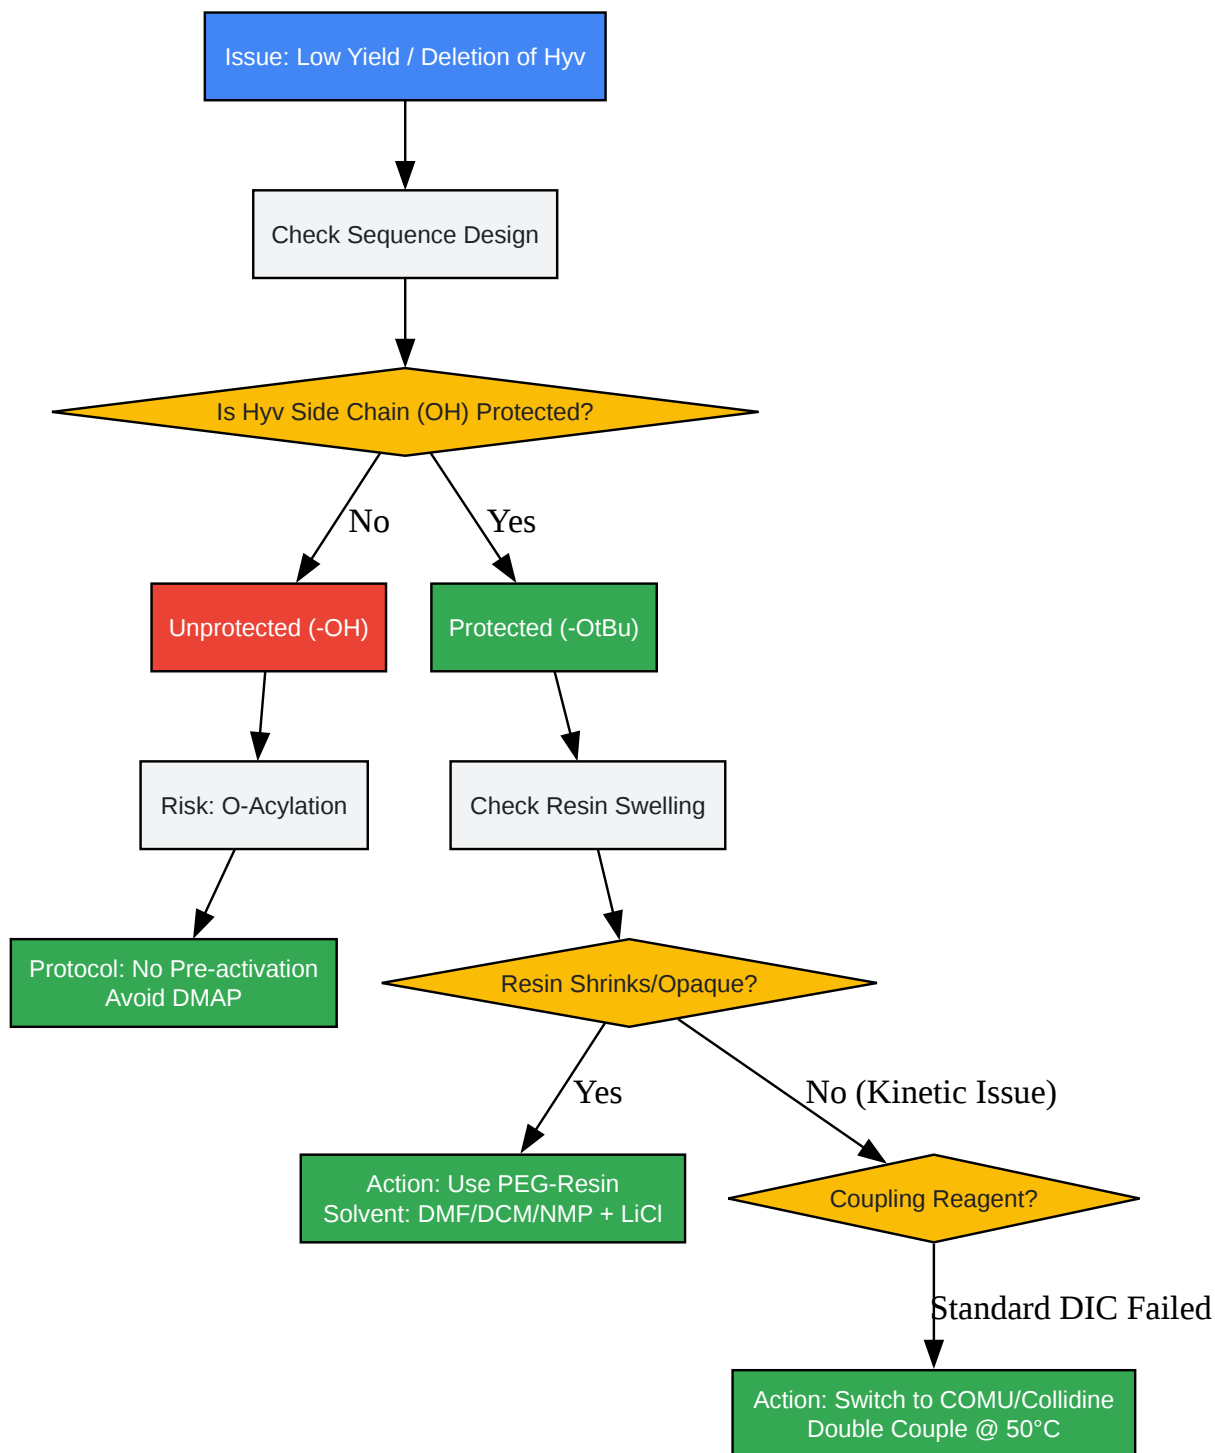 Issue: Low Yield / Deletion of Hyv
Check Sequence Design
Is Hyv Side Chain (OH) Protected?
No
Yes
Unprotected (-OH)
Protected (-OtBu)
Risk: O-Acylation
Check Resin Swelling
Protocol: No Pre-activation
Avoid DMAP
Resin Shrinks/Opaque?
Yes
No (Kinetic Issue)
Action: Use PEG-Resin
Solvent: DMF/DCM/NMP + LiCl
Coupling Reagent?
Standard DIC Failed
Action: Switch to COMU/Collidine
Double Couple @ 50°C